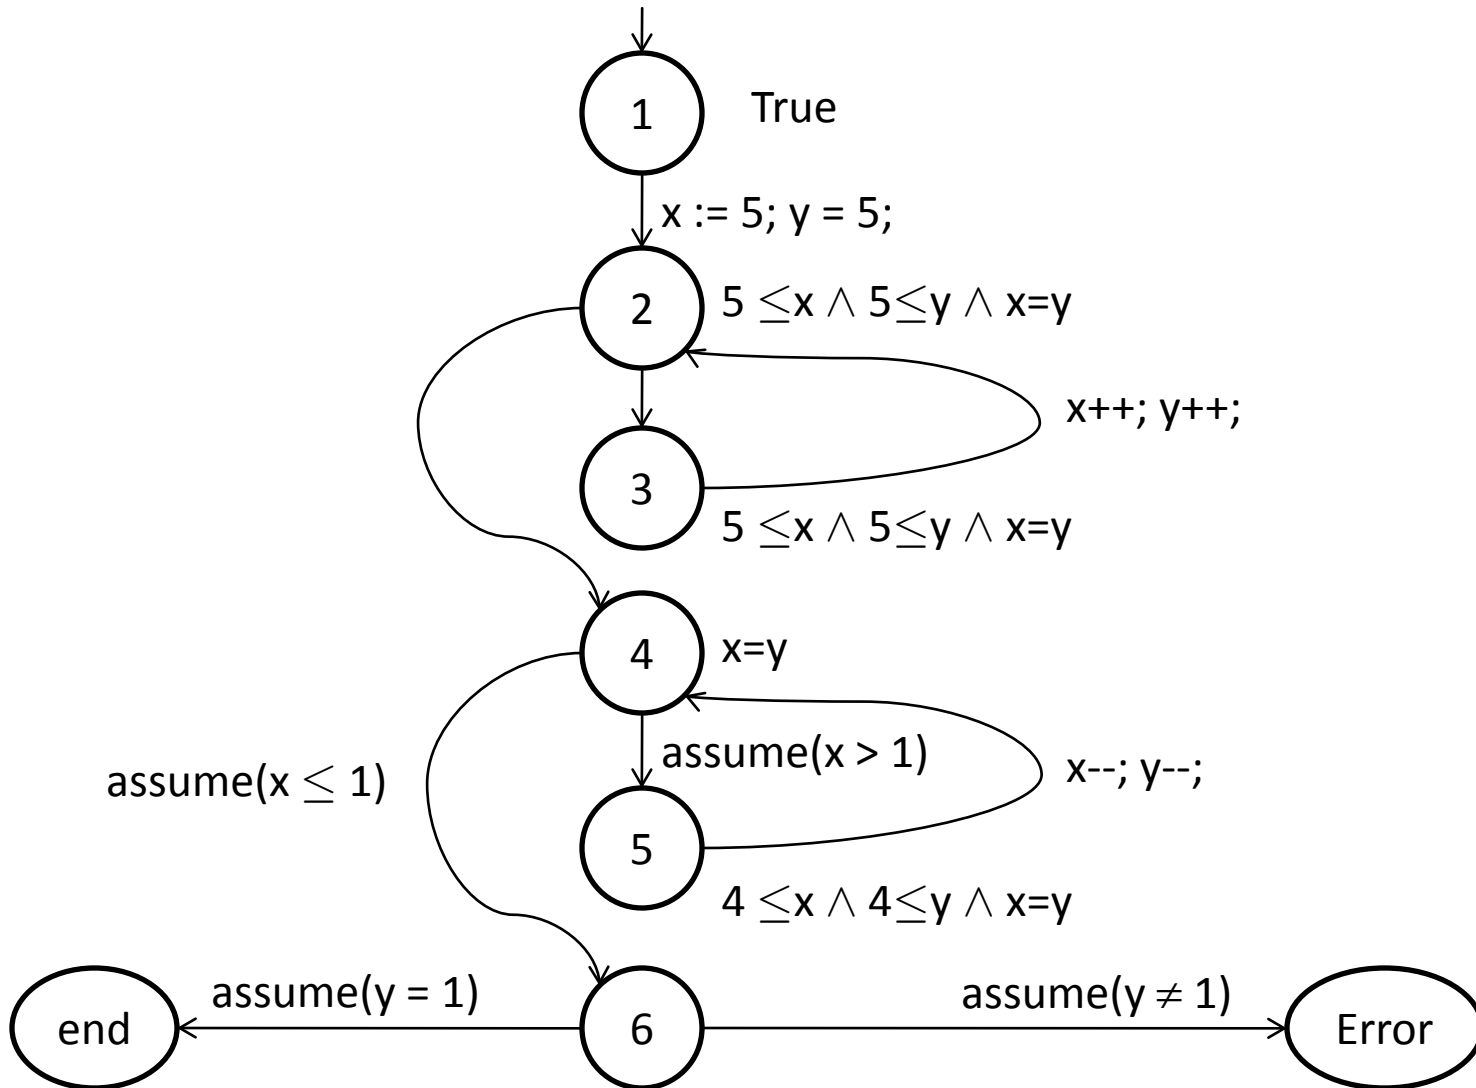 1
True
x := 5; y = 5;
2
5 ≤x ∧ 5≤y ∧ x=y
x++; y++;
3
5 ≤x ∧ 5≤y ∧ x=y
4
x=y
assume(x > 1)
x--; y--;
assume(x ≤ 1)
5
4 ≤x ∧ 4≤y ∧ x=y
assume(y = 1)
assume(y ≠ 1)
end
6
Error